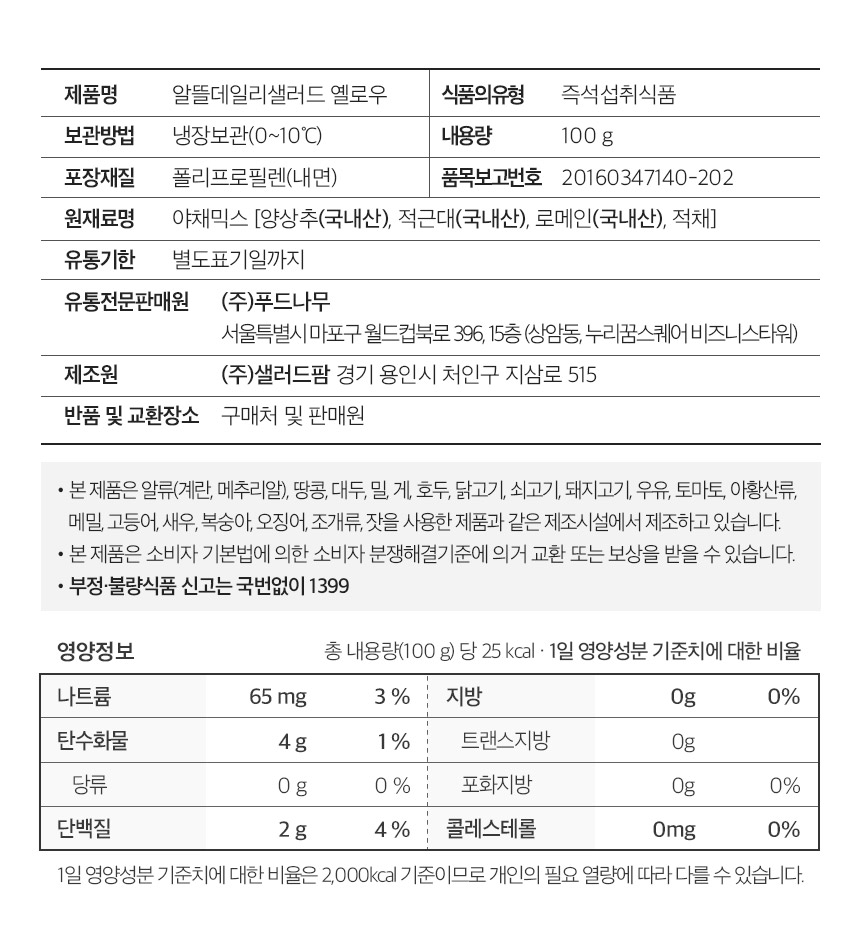 제품명 알뜰데일리샐러드 옐로우 식품의유형 즉석섭취식품
보관방법 냉장보관(0~10℃) 내용량 100 g
포장재질 폴리프로필렌(내면) 품목보고번호 20160347140-202
원재료명 야채믹스 [양상추(국내산), 적근대(국내산), 로메인(국내산), 적채]
유통기한 별도표기일까지
유통전문판매원 (주)푸드나무
서울특별시 마포구 월드컵북로 396, 15층 (상암동, 누리꿈스퀘어 비즈니스타워)
제조원 (주)샐러드팜 경기 용인시 처인구 지삼로 515
반품 및 교환장소 구매처 및 판매원
• 본 제품은 알류(계란, 메추리알), 땅콩, 대두, 밀, 게, 호두, 닭고기, 쇠고기, 돼지고기, 우유, 토마토, 아황산류,
메밀, 고등어, 새우, 복숭아, 오징어, 조개류, 잣을 사용한 제품과 같은 제조시설에서 제조하고 있습니다.
• 본 제품은 소비자 기본법에 의한 소비자 분쟁해결기준에 의거 교환 또는 보상을 받을 수 있습니다.
• 부정·불량식품 신고는 국번없이 1399
영양정보 총 내용량(100 g) 당 25 kcal · 1일 영양성분 기준치에 대한 비율
나트륨 65 mg 3 % 지방 0g 0%
탄수화물 4 g 1 % 트랜스지방 0g
당류 0 g 0 % 포화지방 0g 0%
단백질 2 g 4 % 콜레스테롤 0mg 0%
1일 영양성분 기준치에 대한 비율은 2,000kcal 기준이므로 개인의 필요 열량에 따라 다를 수 있습니다.